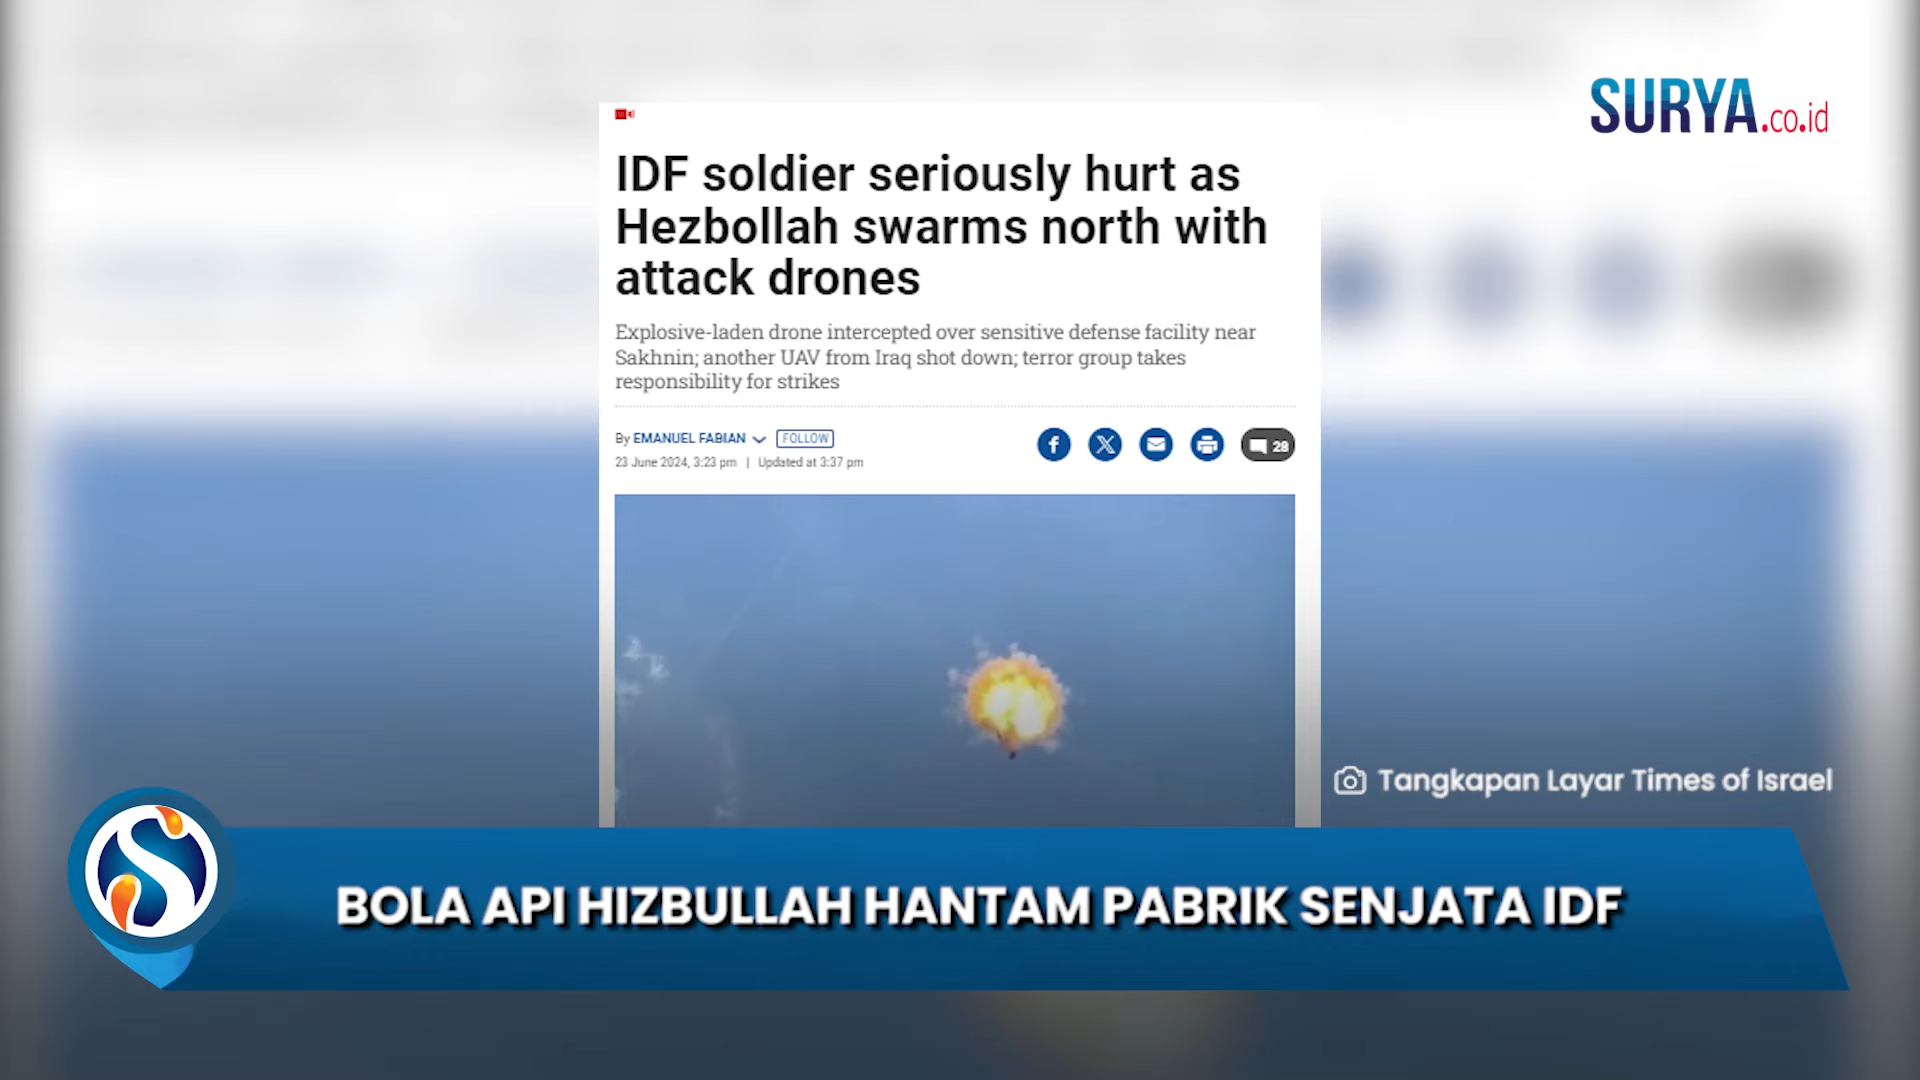 SURYA.co.id
IDF soldier seriously hurt as
Hezbollah swarms north with
attack drones
Explosive-laden drone intercepted over sensitive defense facility near
Sakhnin; another UAV from Iraq shot down; terror group takes
responsibility for strikes
By EMANUEL FABIAN FOLLOW
23 June 2024, 3:23 pm | Updated at 3:37 pm
28
Tangkapan Layar Times of Israel
BOLA API HIZBULLAH HANTAM PABRIK SENJATA IDF